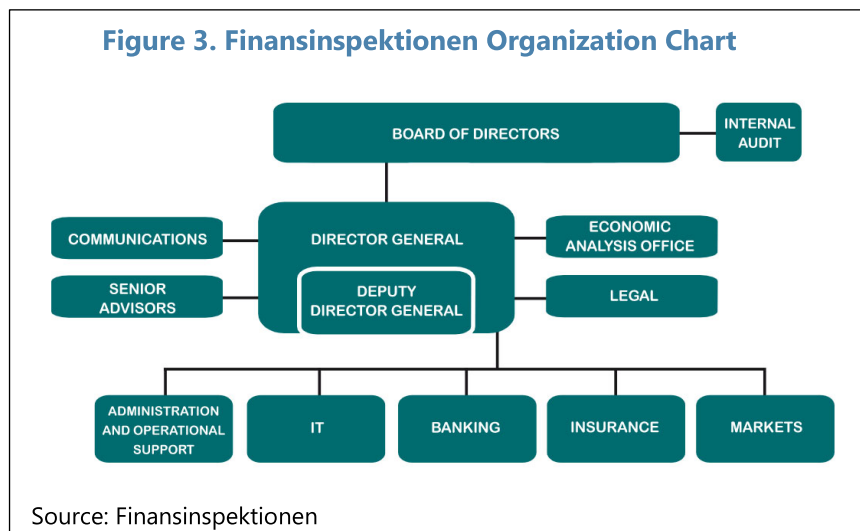 Figure 3. Finansinspektionen Organization Chart
BOARD OF DIRECTORS
INTERNAL
AUDIT
COMMUNICATIONS
DIRECTOR GENERAL
ECONOMIC
ANALYSIS OFFICE
SENIOR
ADVISORS
DEPUTY
DIRECTOR GENERAL
LEGAL
ADMINISTRATION
AND OPERATIONAL
SUPPORT
IT
BANKING
INSURANCE
MARKETS
Source: Finansinspektionen